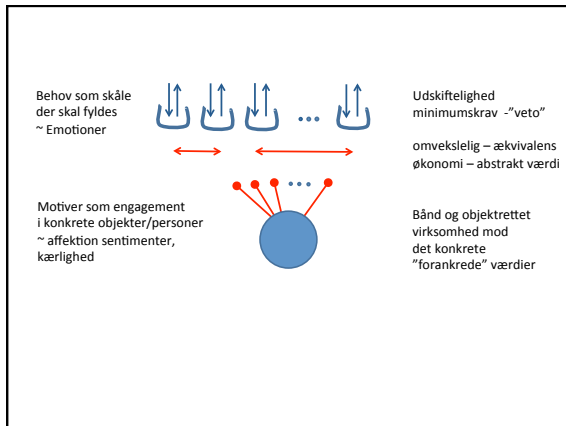 Behov som skåle
der skal fyldes
~ Emotioner
Udskiftelighed
minimumskrav -”veto”
omvekslelig – ækvivalens
økonomi – abstrakt værdi
Motiver som engagement
i konkrete objekter/personer
~ affektion sentimenter,
kærlighed
Bånd og objektrettet
virksomhed mod
det konkrete
”forankrede” værdier